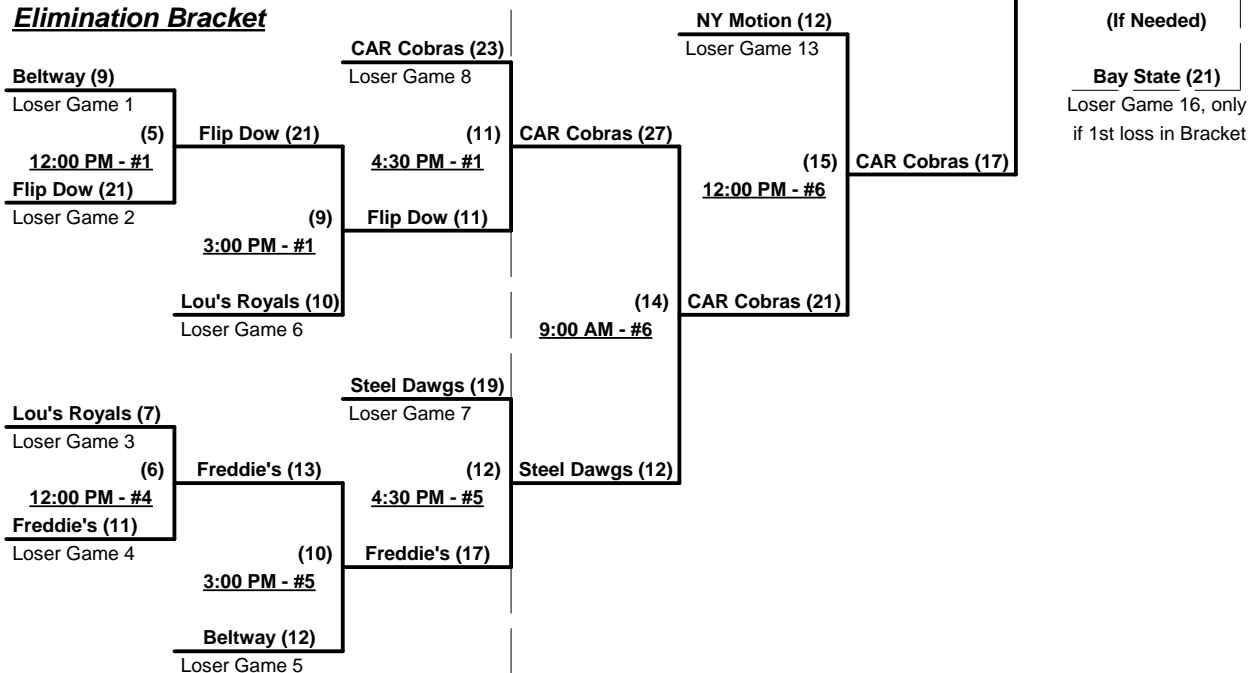 Elimination Bracket
NY Motion (12)
(If Needed)
CAR Cobras (23)
Loser Game 13
Beltway (9)
Loser Game 8
Bay State (21)
Loser Game 1
Loser Game 16, only
if 1st loss in Bracket
(5)
Flip Dow (21)
(11)
CAR Cobras (27)
12:00 PM - #1
4:30 PM - #1
(15)
CAR Cobras (17)
Flip Dow (21)
12:00 PM - #6
Loser Game 2
(9)
Flip Dow (11)
3:00 PM - #1
Lou's Royals (10)
(14)
CAR Cobras (21)
Loser Game 6
9:00 AM - #6
Steel Dawgs (19)
Lou's Royals (7)
Loser Game 7
Loser Game 3
(6)
Freddie's (13)
(12)
Steel Dawgs (12)
12:00 PM - #4
4:30 PM - #5
Freddie's (11)
Loser Game 4
(10)
Freddie's (17)
3:00 PM - #5
Beltway (12)
Loser Game 5